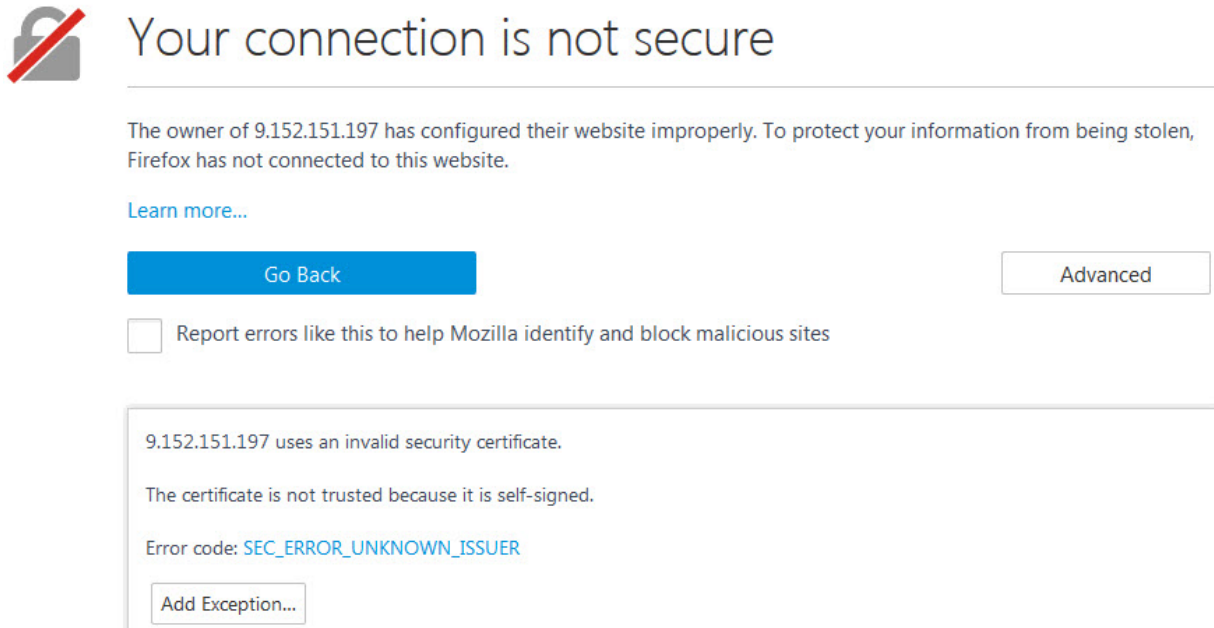 Your connection is not secure
The owner of 9.152.151.197 has configured their website improperly. To protect your information from being stolen,
Firefox has not connected to this website.
Learn more...
Go Back
Advanced
Report errors like this to help Mozilla identify and block malicious sites
9.152.151.197 uses an invalid security certificate.
The certificate is not trusted because it is self-signed.
Error code: SEC_ERROR_UNKNOWN_ISSUER
Add Exception...